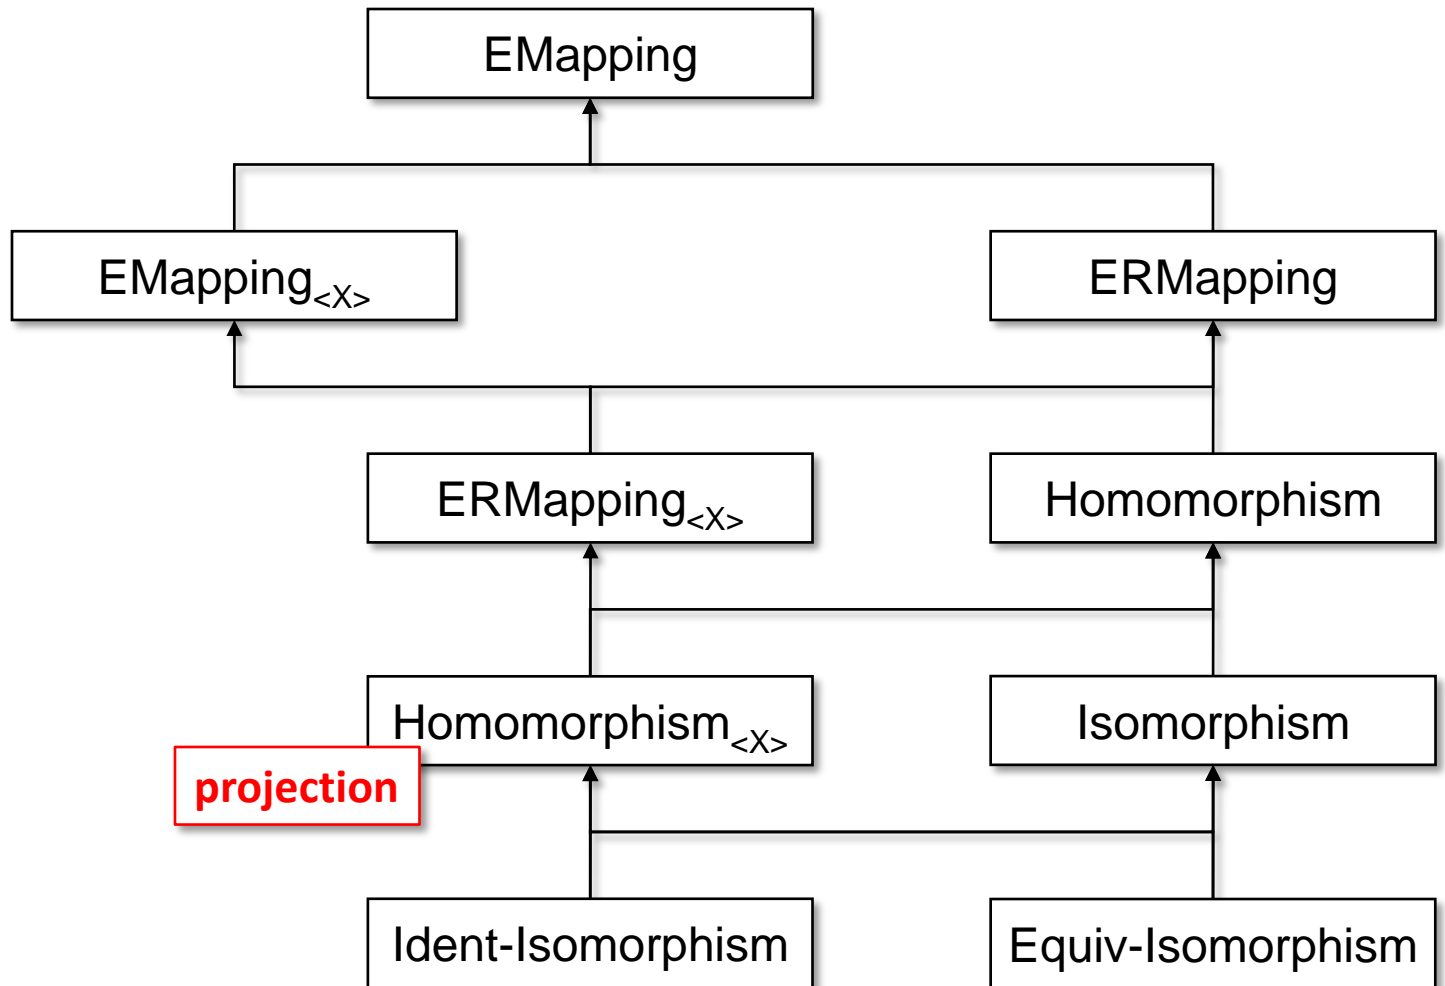 EMapping
EMapping<X>
ERMapping
ERMapping<X>
Homomorphism
Homomorphism<X>
Isomorphism
projection
Ident-Isomorphism
Equiv-Isomorphism